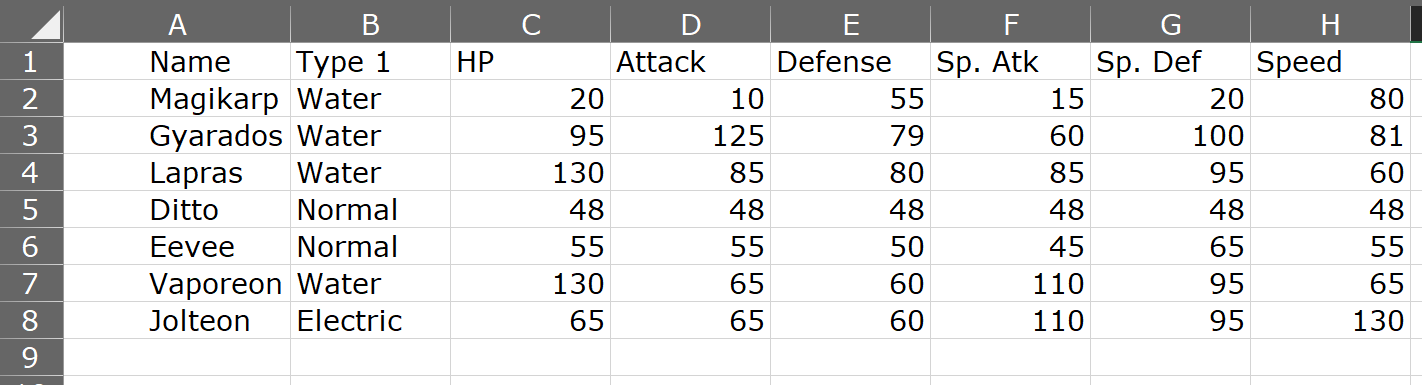 A B C D E F G H
1 Name Type 1 HP Attack Defense Sp. Atk Sp. Def Speed
2 Magikarp Water 20 10 55 15 20 80
3 Gyarados Water 95 125 79 60 100 81
4 Lapras Water 130 85 80 85 95 60
5 Ditto Normal 48 48 48 48 48 48
6 Eevee Normal 55 55 50 45 65 55
7 Vaporeon Water 130 65 60 110 95 65
8 Jolteon Electric 65 65 60 110 95 130
9